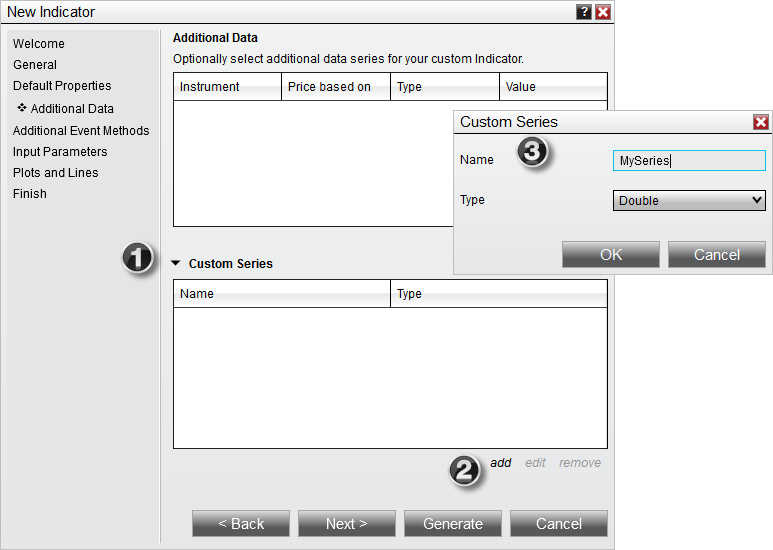 New Indicator
?
Welcome
General
Default Properties
Additional Data
Additional Event Methods
Input Parameters
Plots and Lines
Finish
Additional Data
Optionally select additional data series for your custom Indicator.
Instrument Price based on Type Value
Custom Series
3
Name MySeries
Type Double
OK Cancel
1
Custom Series
Name Type
2
add edit remove
< Back Next > Generate Cancel